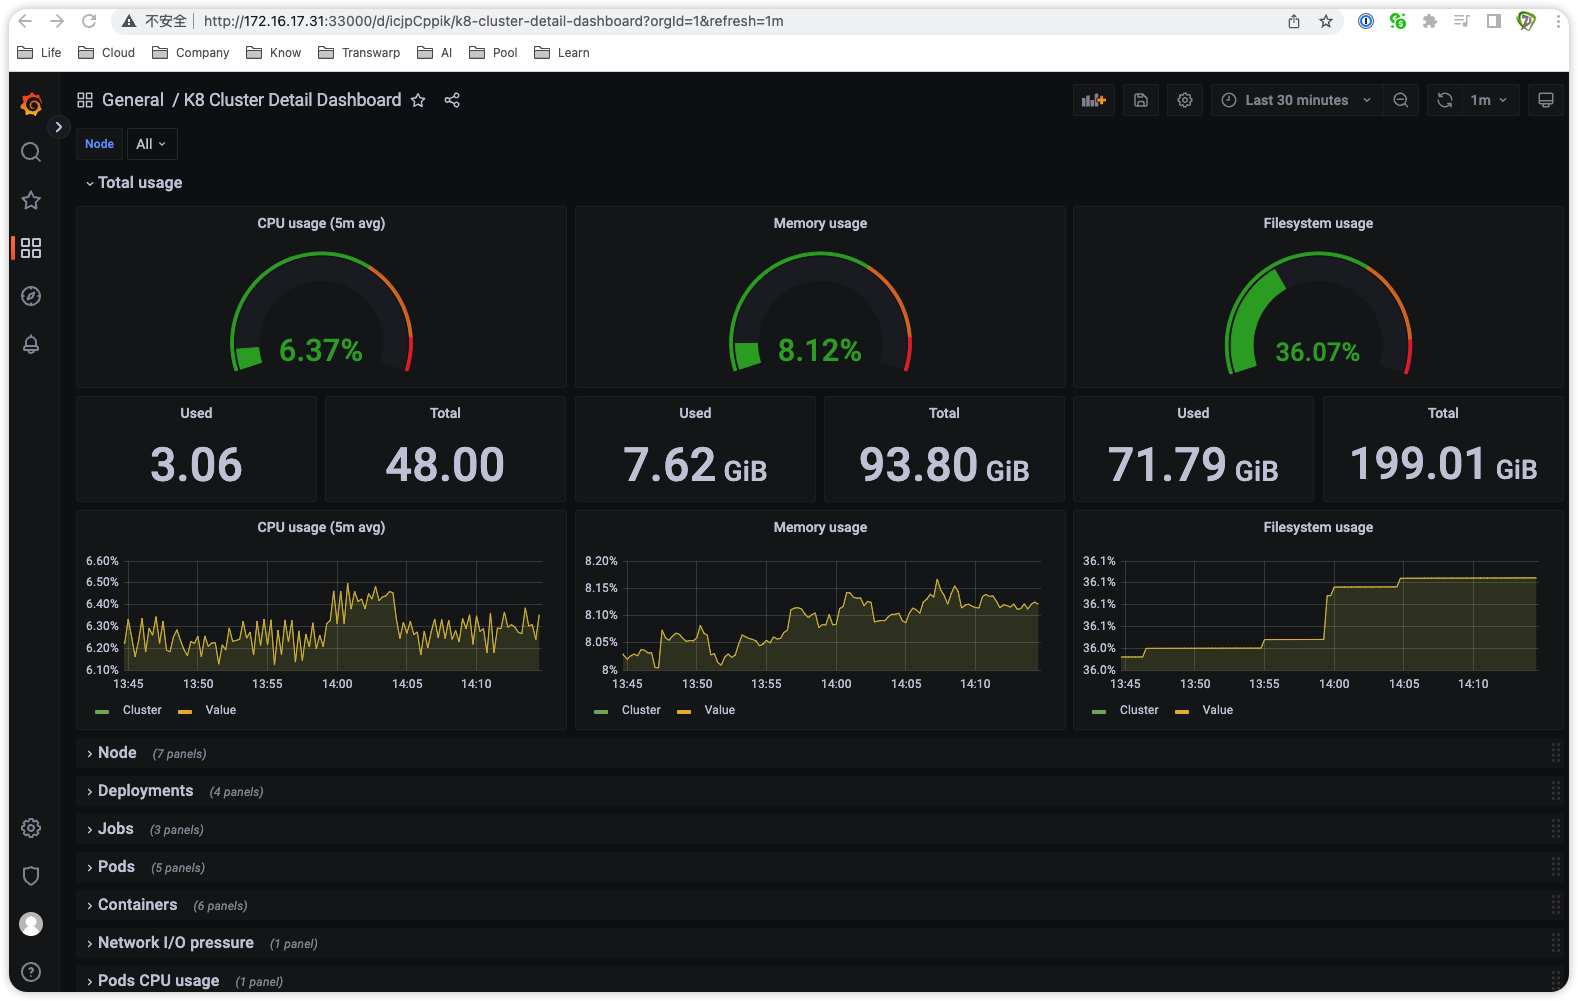 不安全 http://172.16.17.31:33000/d/icjpCppik/k8-cluster-detail-dashboard?orgId=1&refresh=1m
Life Cloud Company Know Transwarp AI Pool Learn
General / K8 Cluster Detail Dashboard Last 30 minutes 1m
Node All
Total usage
CPU usage (5m avg) Memory usage Filesystem usage
6.37% 8.12% 36.07%
Used Total Used Total Used Total
3.06 48.00 7.62 GiB 93.80 GiB 71.79 GiB 199.01 GiB
CPU usage (5m avg)
6.60%
6.50%
6.40%
6.30%
6.20%
6.10%
13:45 13:50 13:55 14:00 14:05 14:10
Cluster Value
Memory usage
8.20%
8.15%
8.10%
8.05%
8%
13:45 13:50 13:55 14:00 14:05 14:10
Cluster Value
Filesystem usage
36.1%
36.1%
36.1%
36.1%
36.0%
36.0%
13:45 13:50 13:55 14:00 14:05 14:10
Cluster Value
Node (7 panels)
Deployments (4 panels)
Jobs (3 panels)
Pods (5 panels)
Containers (6 panels)
Network I/O pressure (1 panel)
Pods CPU usage (1 panel)